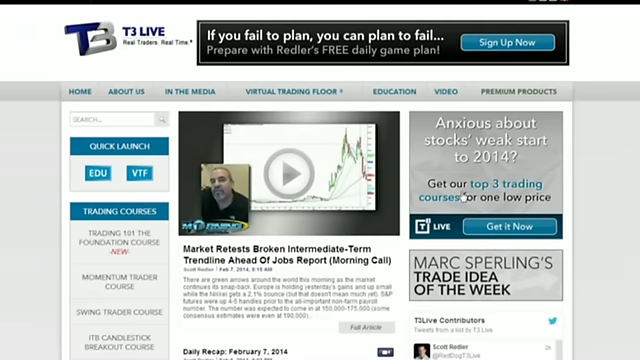 T3 LIVE
Real Traders. Real Time.®
If you fail to plan, you can plan to fail...
Prepare with Redler's FREE daily game plan!
Sign Up Now
HOME
ABOUT US
IN THE MEDIA
VIRTUAL TRADING FLOOR ®
EDUCATION
VIDEO
PREMIUM PRODUCTS
SEARCH...
QUICK LAUNCH
EDU
VTF
TRADING COURSES
TRADING 101 THE
FOUNDATION COURSE
-NEW-
MOMENTUM TRADER
COURSE
SWING TRADER COURSE
ITB CANDLESTICK
BREAKOUT COURSE
Market Retests Broken Intermediate-Term
Trendline Ahead Of Jobs Report (Morning Call)
Scott Redler | Feb 7, 2014, 9:15 AM
There are green arrows around the world this morning as the market
continues its snap-back. Europe is holding yesterday's gains and up small
while the Nikkei gets a 2.1% bounce (but that doesn't mean much yet). S&P
futures were up 4-5 handles prior to the all-important non-farm payroll
number. The number was expected to come in at 150,000-175,000 (some
consensus estimates were even at 190,000)..
Full Article
Daily Recap: February 7, 2014
Anxious about
stocks' weak start
to 2014?
Get our top 3 trading
courses for one low price
T3 LIVE
Get it Now
MARC SPERLING'S
TRADE IDEA
OF THE WEEK
T3Live Contributors
Tweets from a list by T3 Live
Scott Redler
@RedDogT3Live
2h